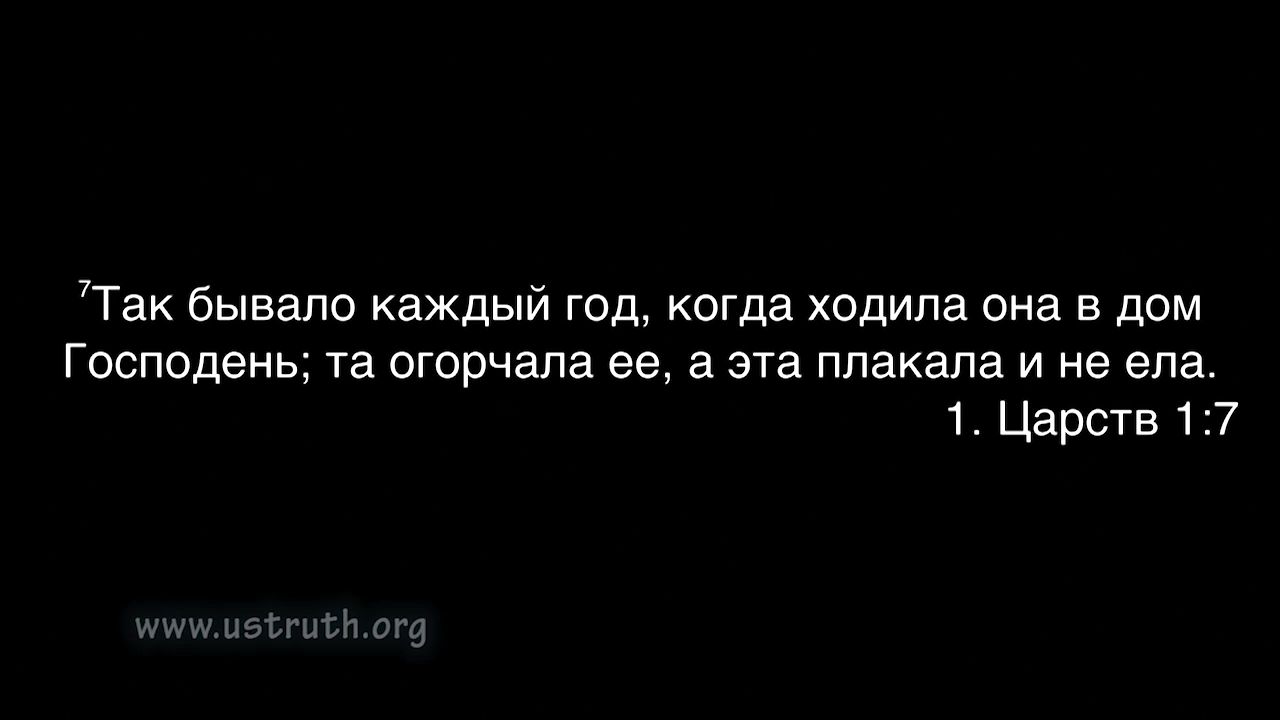 ⁷Так бывало каждый год, когда ходила она в дом
Господень; та огорчала ее, а эта плакала и не ела.
1. Царств 1:7
www.ustruth.org